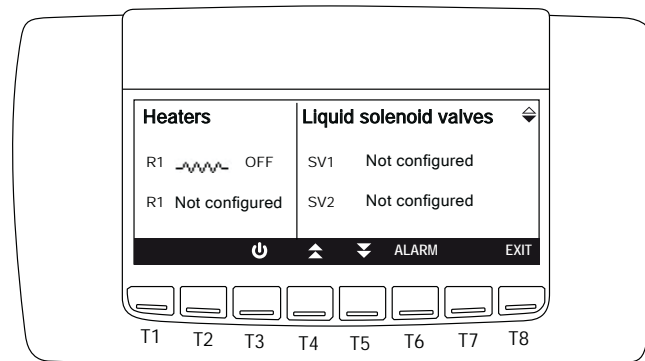 Heaters
R1 OFF
R1 Not configured
Liquid solenoid valves
SV1 Not configured
SV2 Not configured
ALARM EXIT
T1 T2 T3 T4 T5 T6 T7 T8